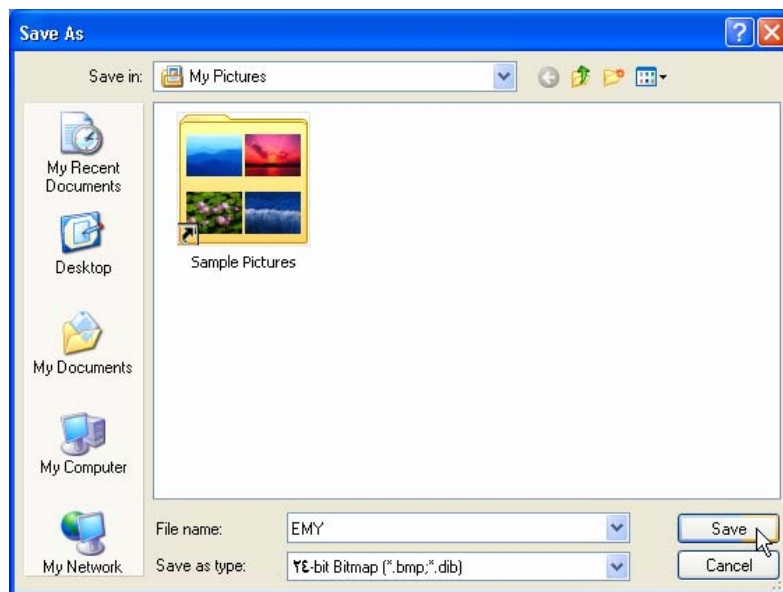 Save As
Save in:
My Pictures
My Recent
Documents
Desktop
My Documents
My Computer
My Network
Sample Pictures
File name:
EMY
Save
Save as type:
٢٤-bit Bitmap (*.bmp;*.dib)
Cancel